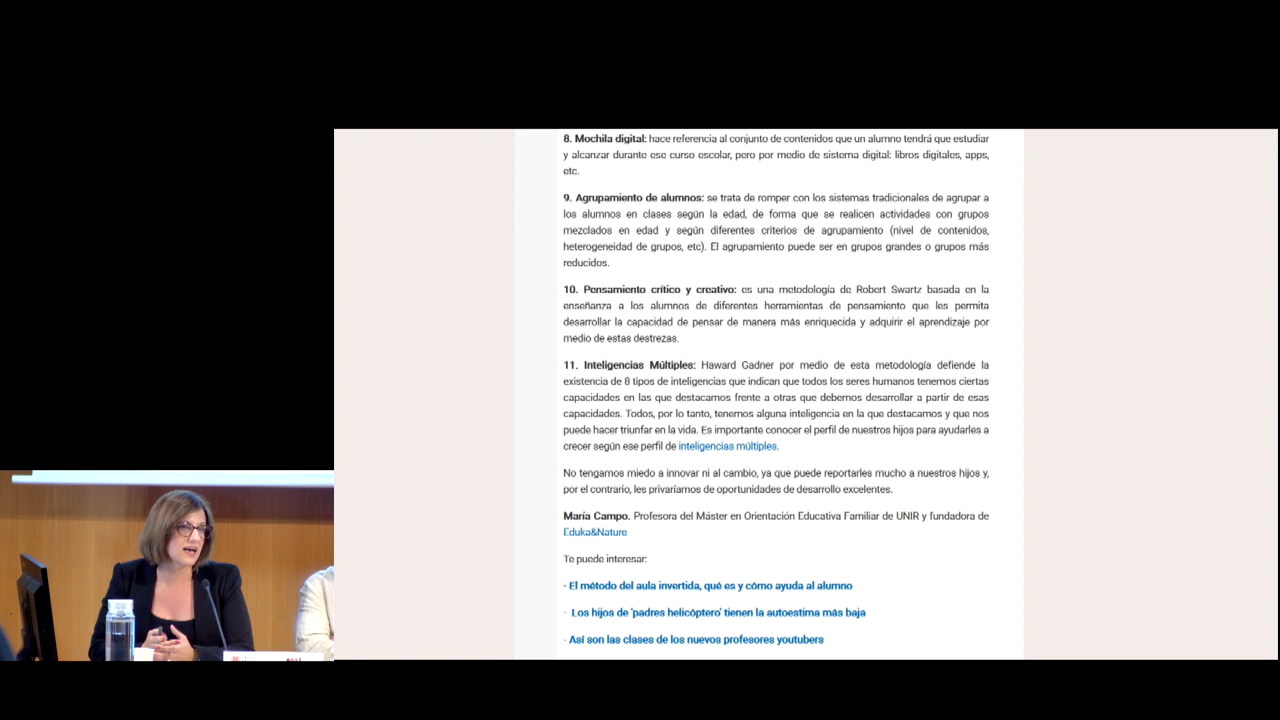 8. Mochila digital: hace referencia al conjunto de contenidos que un alumno tendrá que estudiar
y alcanzar durante ese curso escolar, pero por medio de sistema digital: libros digitales, apps,
etc.
9. Agrupamiento de alumnos: se trata de romper con los sistemas tradicionales de agrupar a
los alumnos en clases según la edad, de forma que se realicen actividades con grupos
mezclados en edad y según diferentes criterios de agrupamiento (nivel de contenidos,
heterogeneidad de grupos, etc). El agrupamiento puede ser en grupos grandes o grupos más
reducidos.
10. Pensamiento crítico y creativo: es una metodología de Robert Swartz basada en la
enseñanza a los alumnos de diferentes herramientas de pensamiento que les permita
desarrollar la capacidad de pensar de manera más enriquecida y adquirir el aprendizaje por
medio de estas destrezas.
11. Inteligencias Múltiples: Haward Gadner por medio de esta metodología defiende la
existencia de 8 tipos de inteligencias que indican que todos los seres humanos tenemos ciertas
capacidades en las que destacamos frente a otras que debemos desarrollar a partir de esas
capacidades. Todos, por lo tanto, tenemos alguna inteligencia en la que destacamos y que nos
puede hacer triunfar en la vida. Es importante conocer el perfil de nuestros hijos para ayudarles a
crecer según ese perfil de inteligencias múltiples.
No tengamos miedo a innovar ni al cambio, ya que puede reportarles mucho a nuestros hijos y,
por el contrario, les privaríamos de oportunidades de desarrollo excelentes.
María Campo. Profesora del Máster en Orientación Educativa Familiar de UNIR y fundadora de
Eduka&Nature
Te puede interesar:
- El método del aula invertida, qué es y cómo ayuda al alumno
- Los hijos de 'padres helicóptero' tienen la autoestima más baja
- Así son las clases de los nuevos profesores youtubers